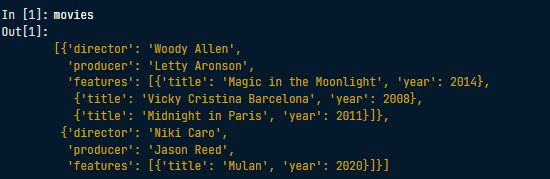 In [1]: movies
Out[1]:
[{'director': 'Woody Allen',
'producer': 'Letty Aronson',
'features': [{'title': 'Magic in the Moonlight', 'year': 2014},
{'title': 'Vicky Cristina Barcelona', 'year': 2008},
{'title': 'Midnight in Paris', 'year': 2011}]},
{'director': 'Niki Caro',
'producer': 'Jason Reed',
'features': [{'title': 'Mulan', 'year': 2020}]}]